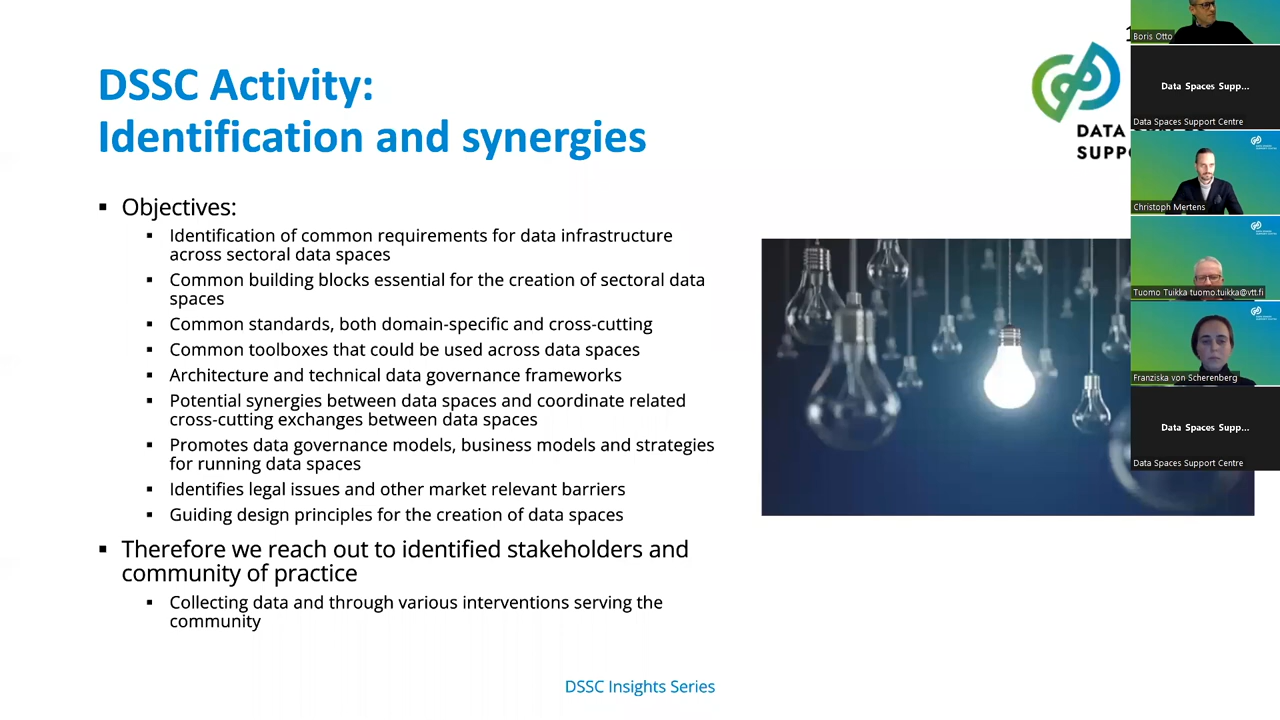 DSSC Activity:
Identification and synergies
▪ Objectives:
▪ Identification of common requirements for data infrastructure
across sectoral data spaces
▪ Common building blocks essential for the creation of sectoral data
spaces
▪ Common standards, both domain-specific and cross-cutting
▪ Common toolboxes that could be used across data spaces
▪ Architecture and technical data governance frameworks
▪ Potential synergies between data spaces and coordinate related
cross-cutting exchanges between data spaces
▪ Promotes data governance models, business models and strategies
for running data spaces
▪ Identifies legal issues and other market relevant barriers
▪ Guiding design principles for the creation of data spaces
▪ Therefore we reach out to identified stakeholders and
community of practice
▪ Collecting data and through various interventions serving the
community
DSSC Insights Series
DATA
Boris Otto
Data Spaces Supp...
Data Spaces Support Centre
Christoph Mertens
Tuomo Tuikka tuomo.tuikka@vtt.fi
Franziska von Scherenberg
Data Spaces Supp...
Data Spaces Support Centre